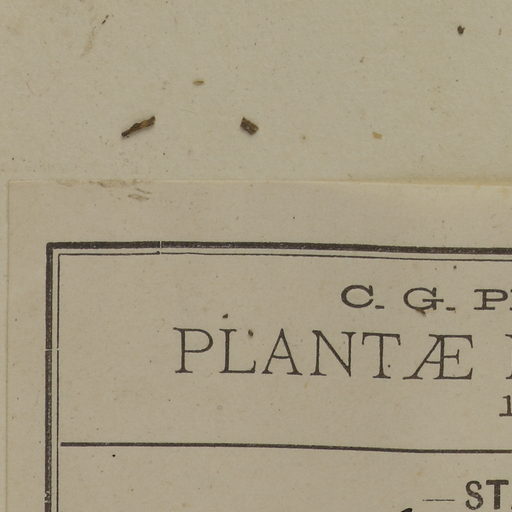 C. G. P
PLANTÆ
1
— ST.